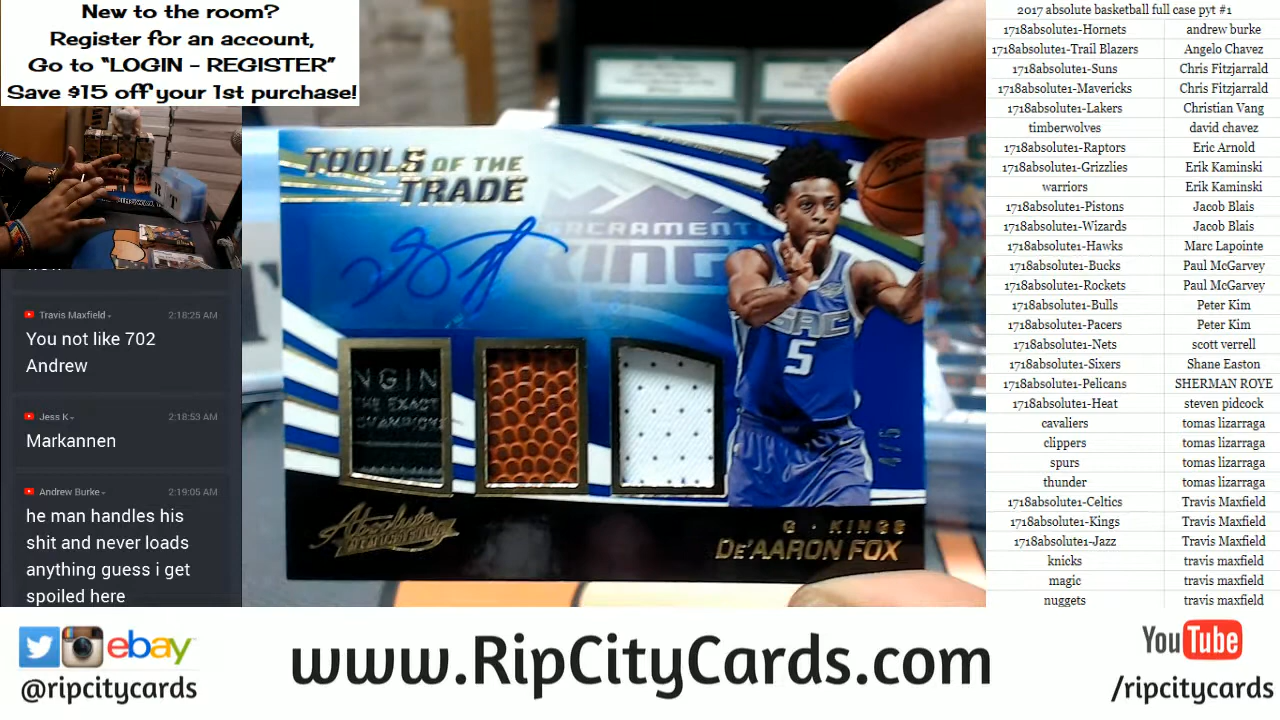 New to the room?
Register for an account,
Go to “LOGIN - REGISTER”
Save $15 off your 1st purchase!
Travis Maxfield
2:18:25 AM
You not like 702
Andrew
Jess K
2:18:53 AM
Markannen
Andrew Burke
2:19:05 AM
he man handles his
shit and never loads
anything guess i get
spoiled here
TOOLS OF THE
TRADE
SACRAMENTO
KINGS
SAC
5
NGIN
THE EXACT
CHAMPION
4/5
Absolute
MEMORABILIA
G · KINGS
DE'AARON FOX
2017 absolute basketball full case pyt #1
1718absolute1-Hornets andrew burke
1718absolute1-Trail Blazers Angelo Chavez
1718absolute1-Suns Chris Fitzjarrald
1718absolute1-Mavericks Chris Fitzjarrald
1718absolute1-Lakers Christian Vang
timberwolves david chavez
1718absolute1-Raptors Eric Arnold
1718absolute1-Grizzlies Erik Kaminski
warriors Erik Kaminski
1718absolute1-Pistons Jacob Blais
1718absolute1-Wizards Jacob Blais
1718absolute1-Hawks Marc Lapointe
1718absolute1-Bucks Paul McGarvey
1718absolute1-Rockets Paul McGarvey
1718absolute1-Bulls Peter Kim
1718absolute1-Pacers Peter Kim
1718absolute1-Nets scott verrell
1718absolute1-Sixers Shane Easton
1718absolute1-Pelicans SHERMAN ROYE
1718absolute1-Heat steven pidcock
cavaliers tomas lizarraga
clippers tomas lizarraga
spurs tomas lizarraga
thunder tomas lizarraga
1718absolute1-Celtics Travis Maxfield
1718absolute1-Kings Travis Maxfield
1718absolute1-Jazz Travis Maxfield
knicks travis maxfield
magic travis maxfield
nuggets travis maxfield
ebay
@ripcitycards
www.RipCityCards.com
YouTube
/ripcitycards